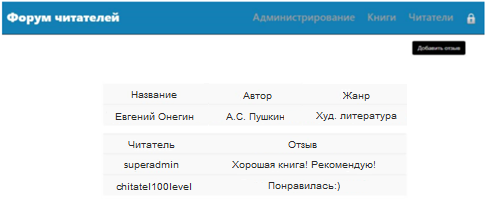 Форум читателей Администрирование Книги Читатели
Добавить отзыв
Название Автор Жанр
Евгений Онегин А.С. Пушкин Худ. литература
Читатель Отзыв
superadmin Хорошая книга! Рекомендую!
chitatel100level Понравилась:)